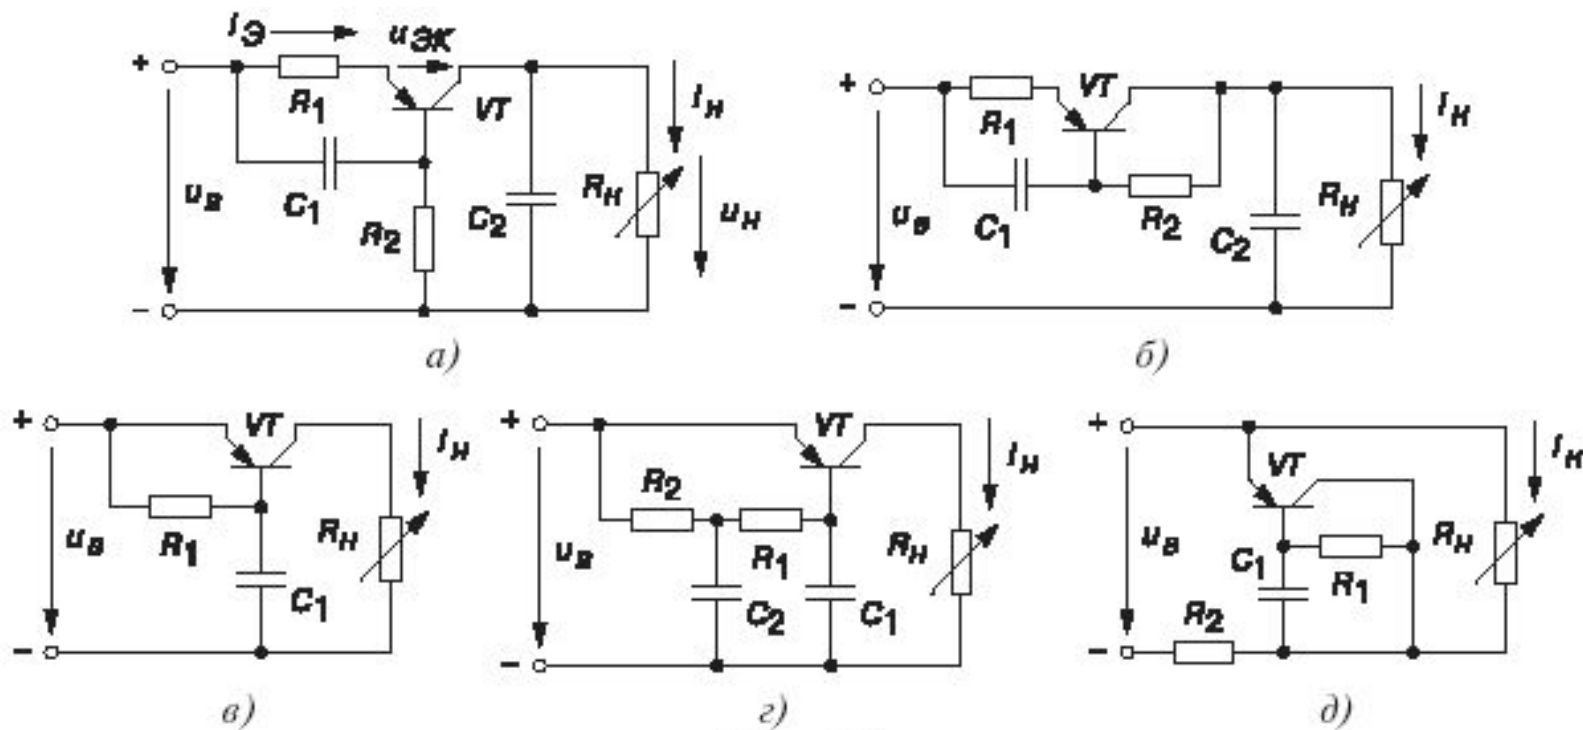 iЭ uЭК
+ R1 VT iн
uв C1 R2 C2 Rн uн
−
а)
+ R1 VT iн
uв C1 R2 C2 Rн
−
б)
+ VT iн
uв R1 C1 Rн
−
в)
+ VT iн
uв R2 R1 C2 C1 Rн
−
г)
+ VT iн
uв C1 R1 Rн
− R2
д)